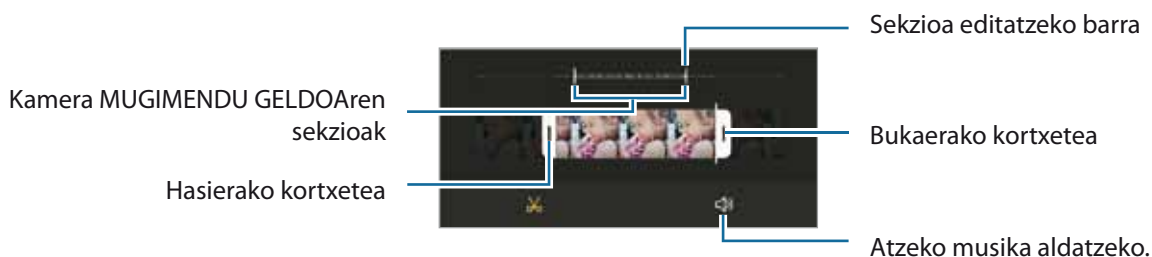 Sekzioa editatzeko barra
Kamera MUGIMENDU GELDOAren
sekzioak
Bukaerako kortxetea
Hasierako kortxetea
Atzeko musika aldatzeko.